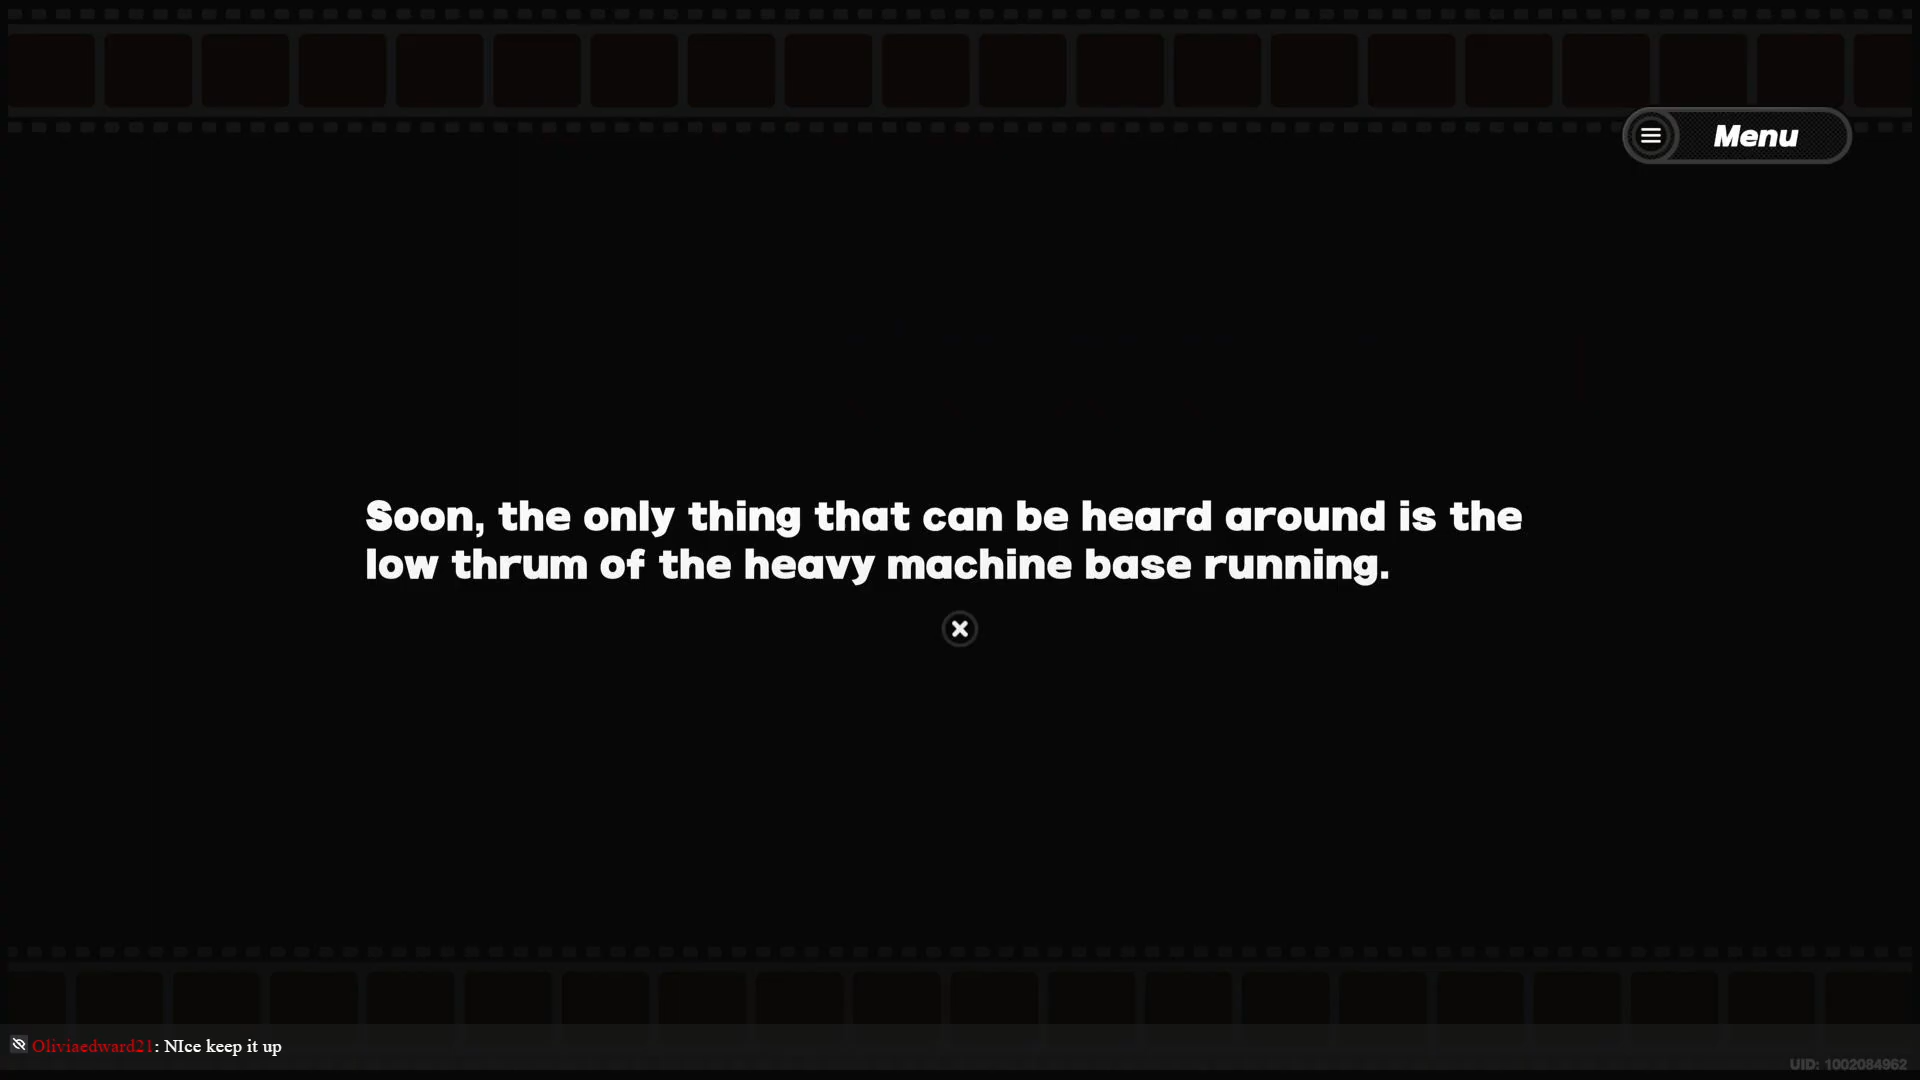 Menu
Soon, the only thing that can be heard around is the
low thrum of the heavy machine base running.
Oliviaedward21: NIce keep it up
UID: 1002084962